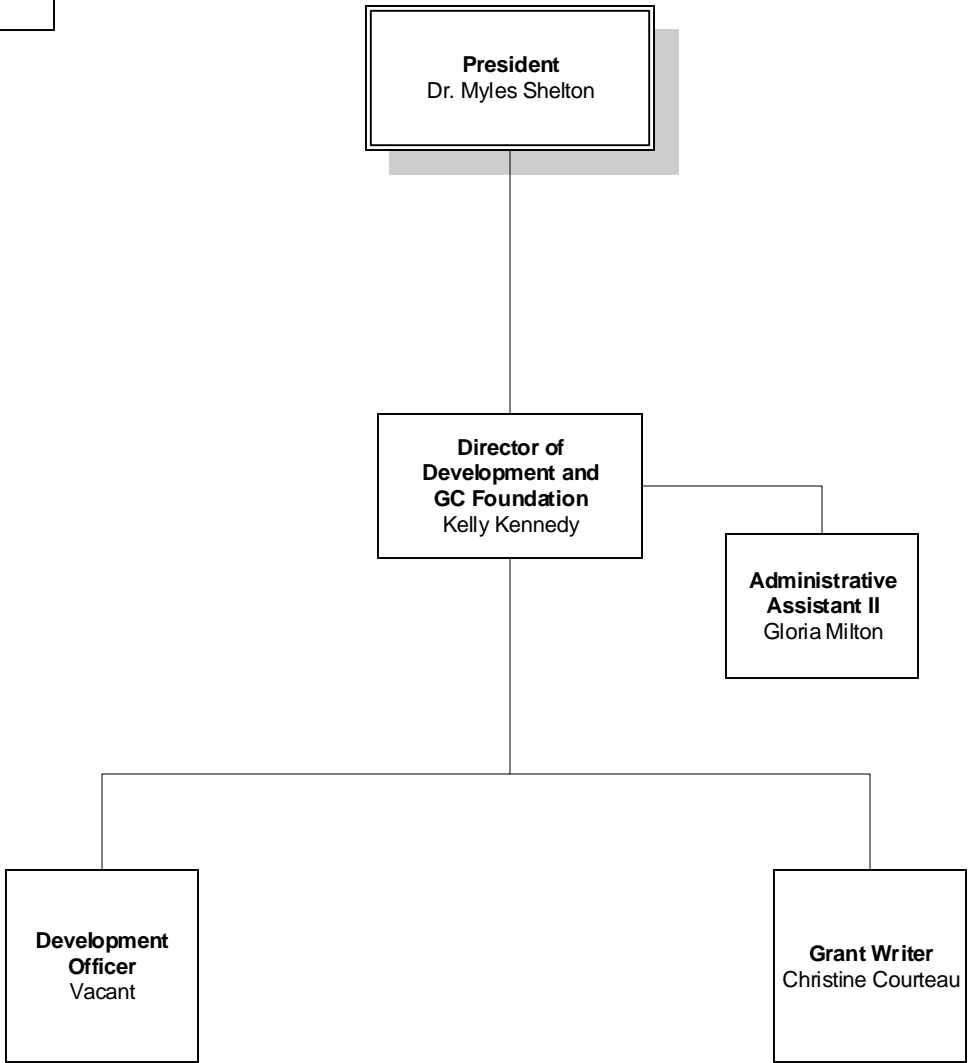 President
Dr. Myles Shelton
Director of
Development and
GC Foundation
Kelly Kennedy
Administrative
Assistant II
Gloria Milton
Development
Officer
Vacant
Grant Writer
Christine Courteau